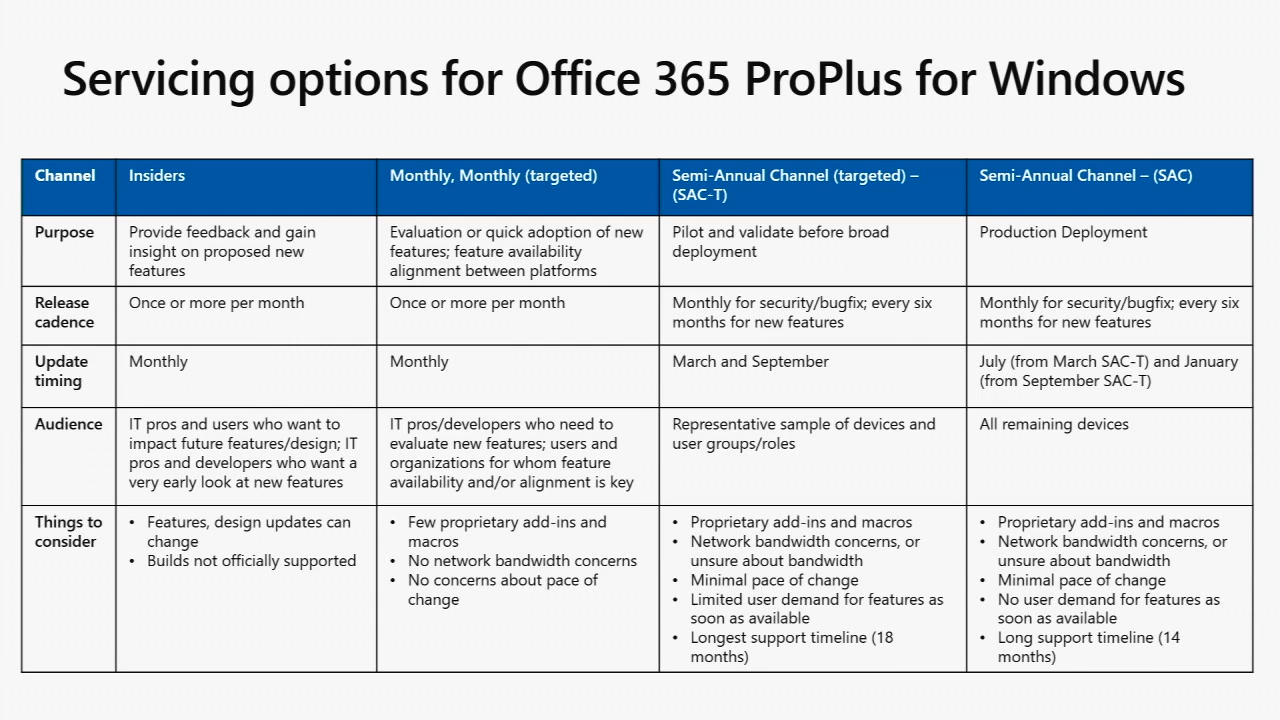 Servicing options for Office 365 ProPlus for Windows
Channel
Insiders
Monthly, Monthly (targeted)
Semi-Annual Channel (targeted) –
(SAC-T)
Semi-Annual Channel – (SAC)
Purpose
Provide feedback and gain
insight on proposed new
features
Evaluation or quick adoption of new
features; feature availability
alignment between platforms
Pilot and validate before broad
deployment
Production Deployment
Release
cadence
Once or more per month
Once or more per month
Monthly for security/bugfix; every six
months for new features
Monthly for security/bugfix; every six
months for new features
Update
timing
Monthly
Monthly
March and September
July (from March SAC-T) and January
(from September SAC-T)
Audience
IT pros and users who want to
impact future features/design; IT
pros and developers who want a
very early look at new features
IT pros/developers who need to
evaluate new features; users and
organizations for whom feature
availability and/or alignment is key
Representative sample of devices and
user groups/roles
All remaining devices
Things to
consider
• Features, design updates can
change
• Builds not officially supported
• Few proprietary add-ins and
macros
• No network bandwidth concerns
• No concerns about pace of
change
• Proprietary add-ins and macros
• Network bandwidth concerns, or
unsure about bandwidth
• Minimal pace of change
• Limited user demand for features as
soon as available
• Longest support timeline (18
months)
• Proprietary add-ins and macros
• Network bandwidth concerns, or
unsure about bandwidth
• Minimal pace of change
• No user demand for features as
soon as available
• Long support timeline (14
months)